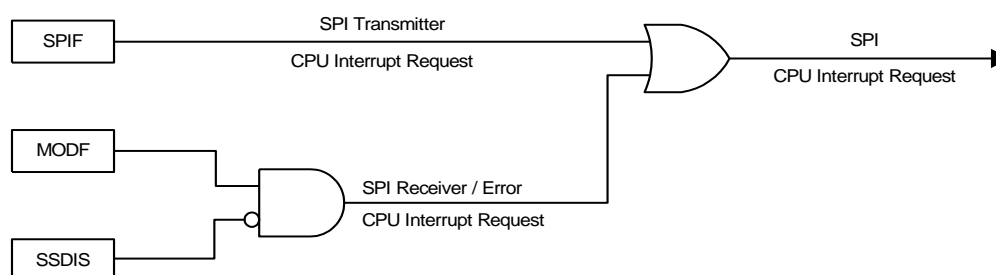 SPIF
SPI Transmitter
CPU Interrupt Request
SPI
CPU Interrupt Request
MODF
SPI Receiver / Error
CPU Interrupt Request
SSDIS